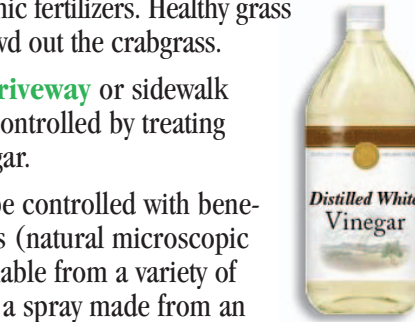 nic fertilizers. Healthy grass
wd out the crabgrass.
riveway or sidewalk
ontrolled by treating
gar.
be controlled with bene-
s (natural microscopic
able from a variety of
a spray made from an
Distilled White
Vinegar